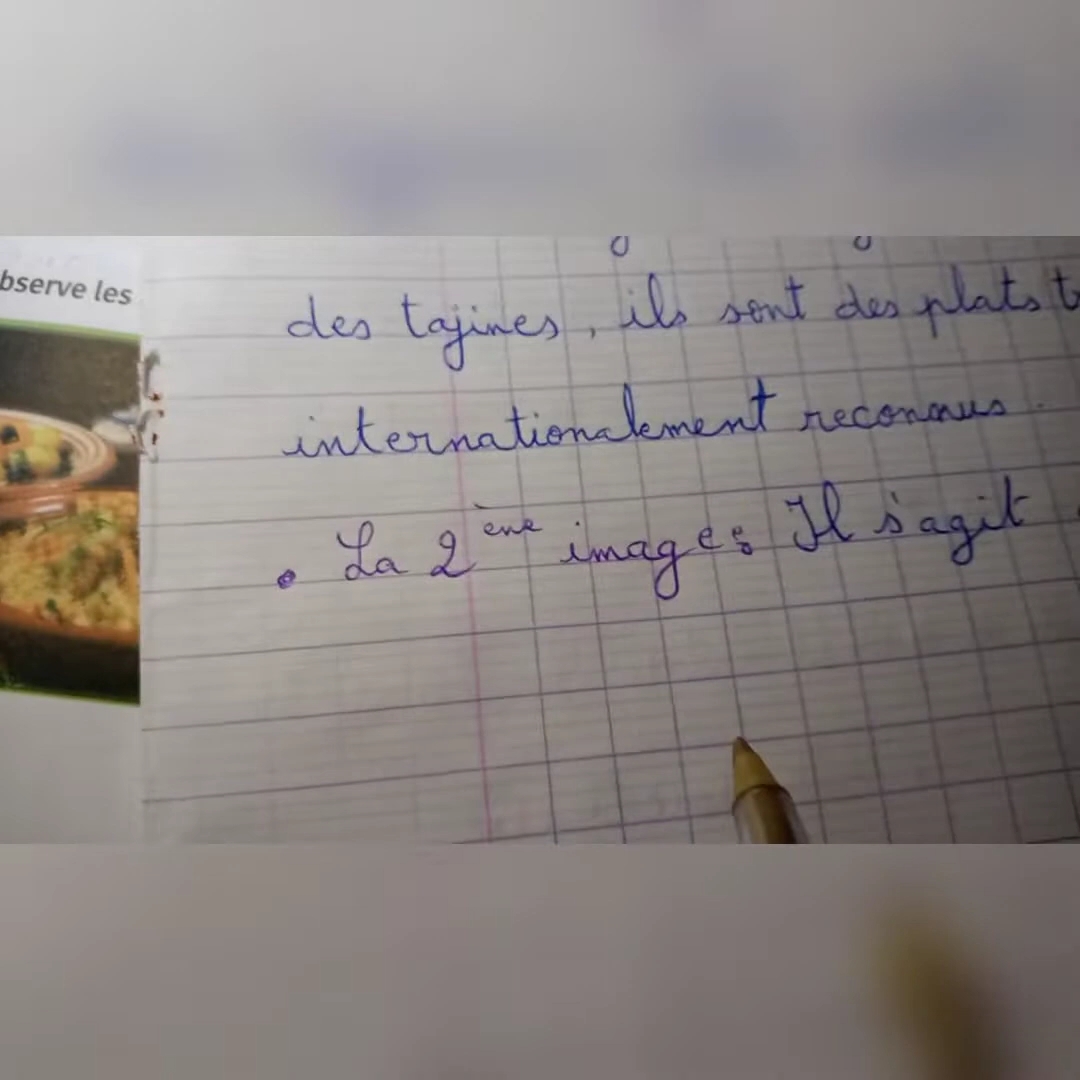 bserve les
des tajines, ils sont des plats t
internationalement reconnus.
• La 2ème image: Il s'agit